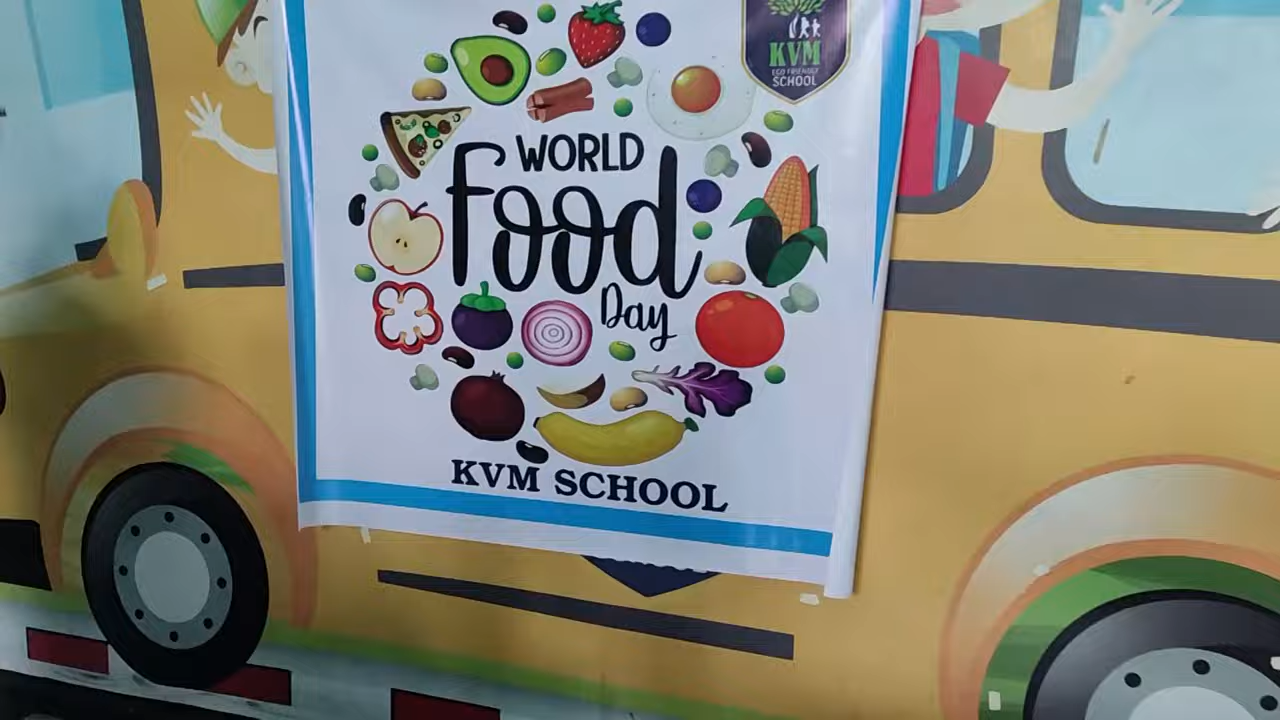 KVM
ECO FRIENDLY
SCHOOL
WORLD
Food
Day
KVM SCHOOL